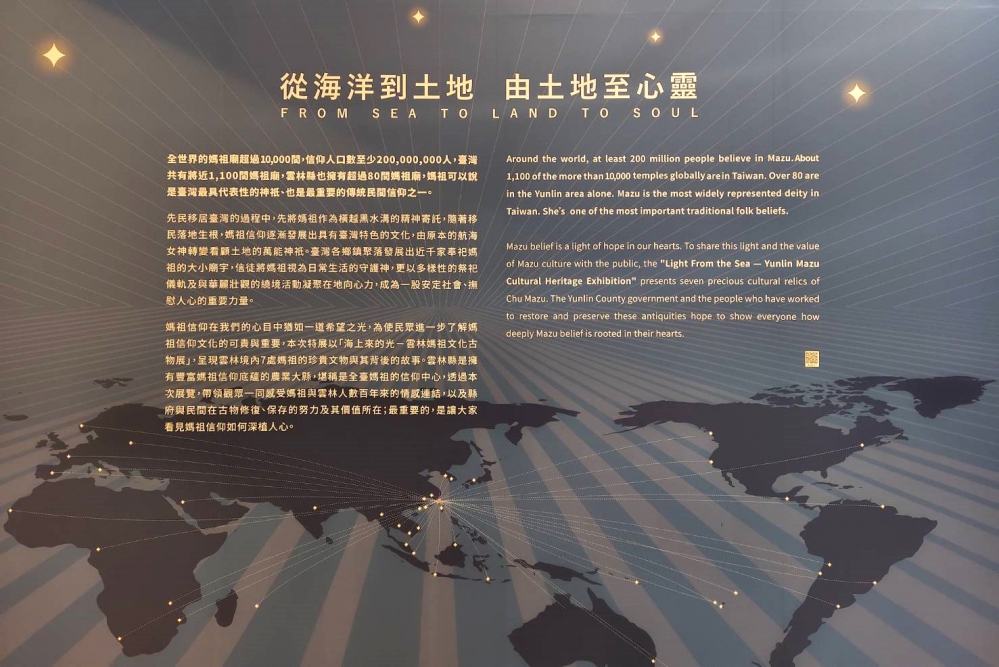 從海洋到土地 由土地至心靈
FROM SEA TO LAND TO SOUL
全世界的媽祖廟超過10,000間,信仰人口數至少200,000,000人,臺灣
共有將近1,100間媽祖廟,雲林縣也擁有超過80間媽祖廟,媽祖可以說
是臺灣最具代表性的神祇、也是最重要的傳統民間信仰之一。
先民移居臺灣的過程中,先將媽祖作為橫越黑水溝的精神寄託,隨著移
民落地生根,媽祖信仰逐漸發展出具有臺灣特色的文化,由原本的航海
女神轉變看顧土地的萬能神祇。臺灣各鄉鎮聚落發展出近千家奉祀媽
祖的大小廟宇,信徒將媽祖視為日常生活的守護神,更以多樣性的祭祀
儀軌及與華麗壯觀的繞境活動凝聚在地向心力,成為一股安定社會、撫
慰人心的重要力量。
媽祖信仰在我們的心目中猶如一道希望之光,為使民眾進一步了解媽
祖信仰文化的可貴與重要,本次特展以「海上來的光－雲林媽祖文化古
物展」,呈現雲林境內7處媽祖的珍貴文物與其背後的故事。雲林縣是擁
有豐富媽祖信仰底蘊的農業大縣,堪稱是全臺媽祖的信仰中心,透過本
次展覽,帶領觀眾一同感受媽祖與雲林人數百年來的情感連結,以及縣
府與民間在古物修復、保存的努力及其價值所在;最重要的,是讓大家
看見媽祖信仰如何深植人心。
Around the world, at least 200 million people believe in Mazu. About
1,100 of the more than 10,000 temples globally are in Taiwan. Over 80 are
in the Yunlin area alone. Mazu is the most widely represented deity in
Taiwan. She's one of the most important traditional folk beliefs.
Mazu belief is a light of hope in our hearts. To share this light and the value
of Mazu culture with the public, the "Light From the Sea — Yunlin Mazu
Cultural Heritage Exhibition" presents seven precious cultural relics of
Chu Mazu. The Yunlin County government and the people who have worked
to restore and preserve these antiquities hope to show everyone how
deeply Mazu belief is rooted in their hearts.